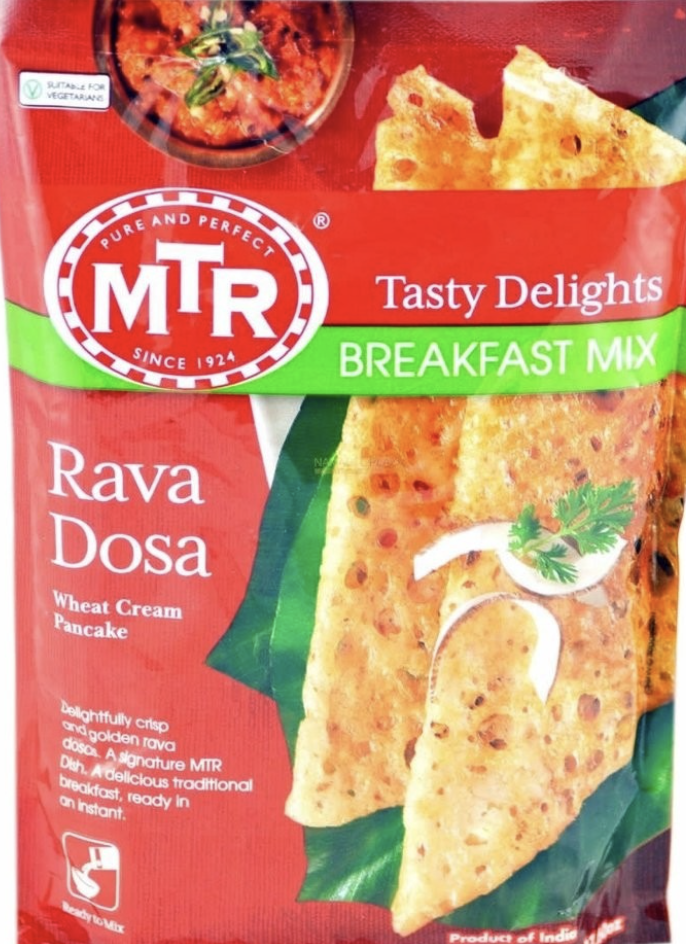 SUITABLE FOR
VEGETARIANS
PURE AND PERFECT
®
MTR
SINCE 1924
Tasty Delights
BREAKFAST MIX
Rava
Dosa
Wheat Cream
Pancake
Delightfully crisp
and golden rava
dosas. A signature MTR
Dish. A delicious traditional
breakfast, ready in
an instant.
Ready to Mix
Product of India